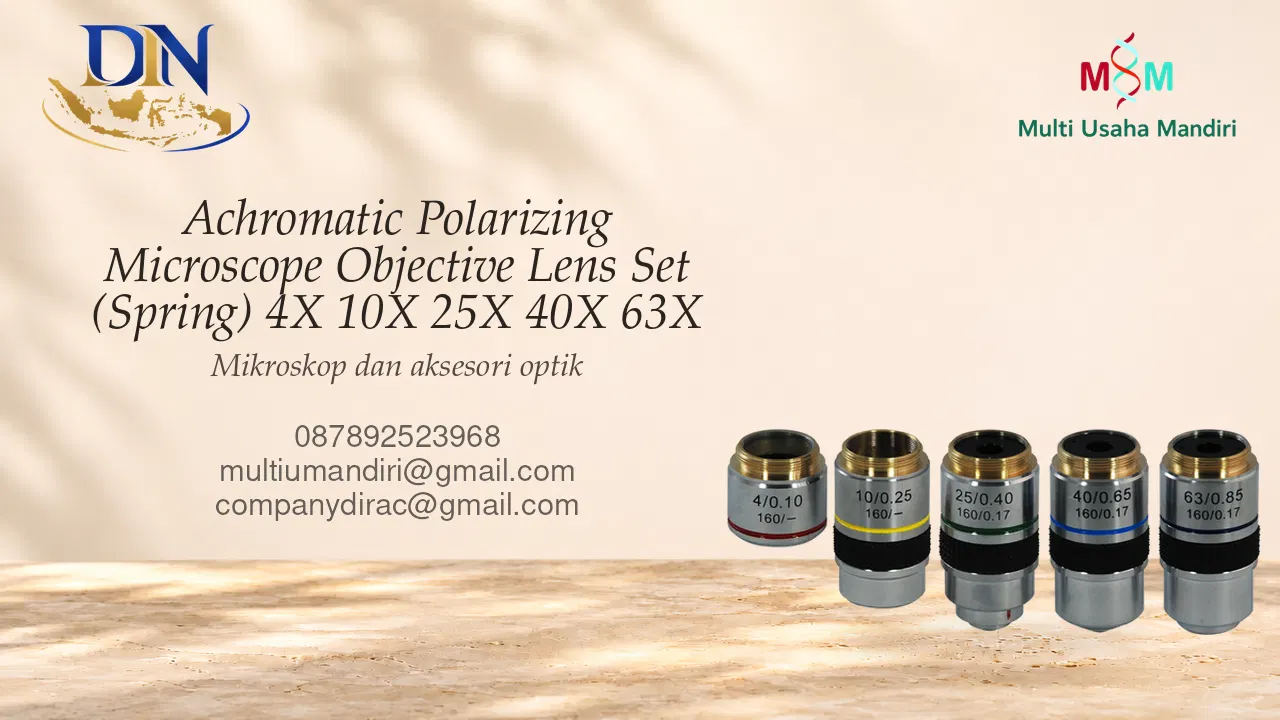 DIN
M M
Multi Usaha Mandiri
Achromatic Polarizing
Microscope Objective Lens Set
(Spring) 4X 10X 25X 40X 63X
Mikroskop dan aksesori optik
087892523968
multiumandiri@gmail.com
companydirac@gmail.com
4/0.10
160/–
10/0.25
160/–
25/0.40
160/0.17
40/0.65
160/0.17
63/0.85
160/0.17